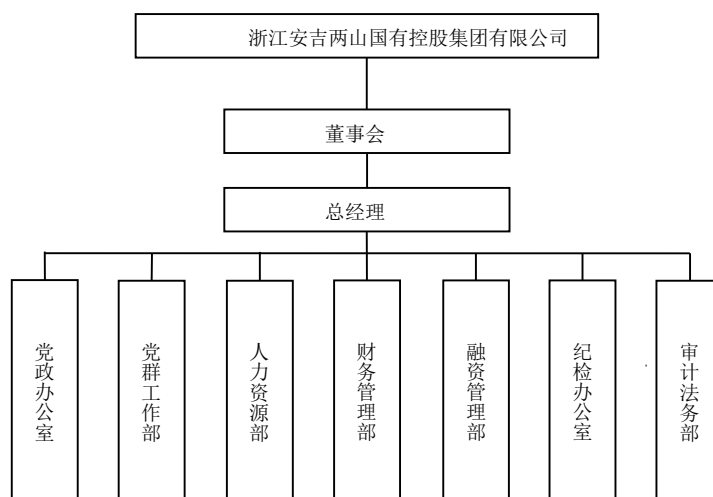 浙江安吉两山国有控股集团有限公司
董事会
总经理
党政办公室
党群工作部
人力资源部
财务管理部
融资管理部
纪检办公室
审计法务部